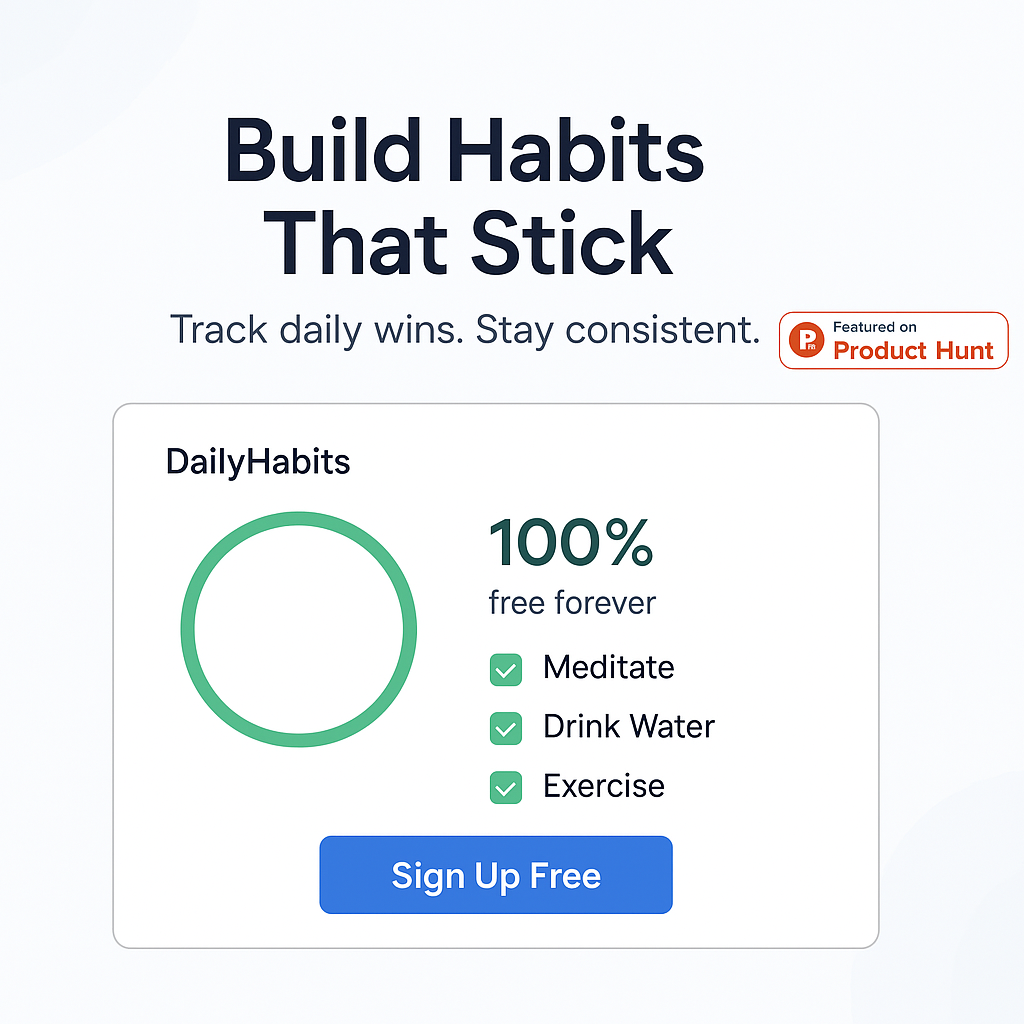 Build Habits
That Stick
Track daily wins. Stay consistent.
Featured on
Product Hunt
DailyHabits
100%
free forever
Meditate
Drink Water
Exercise
Sign Up Free